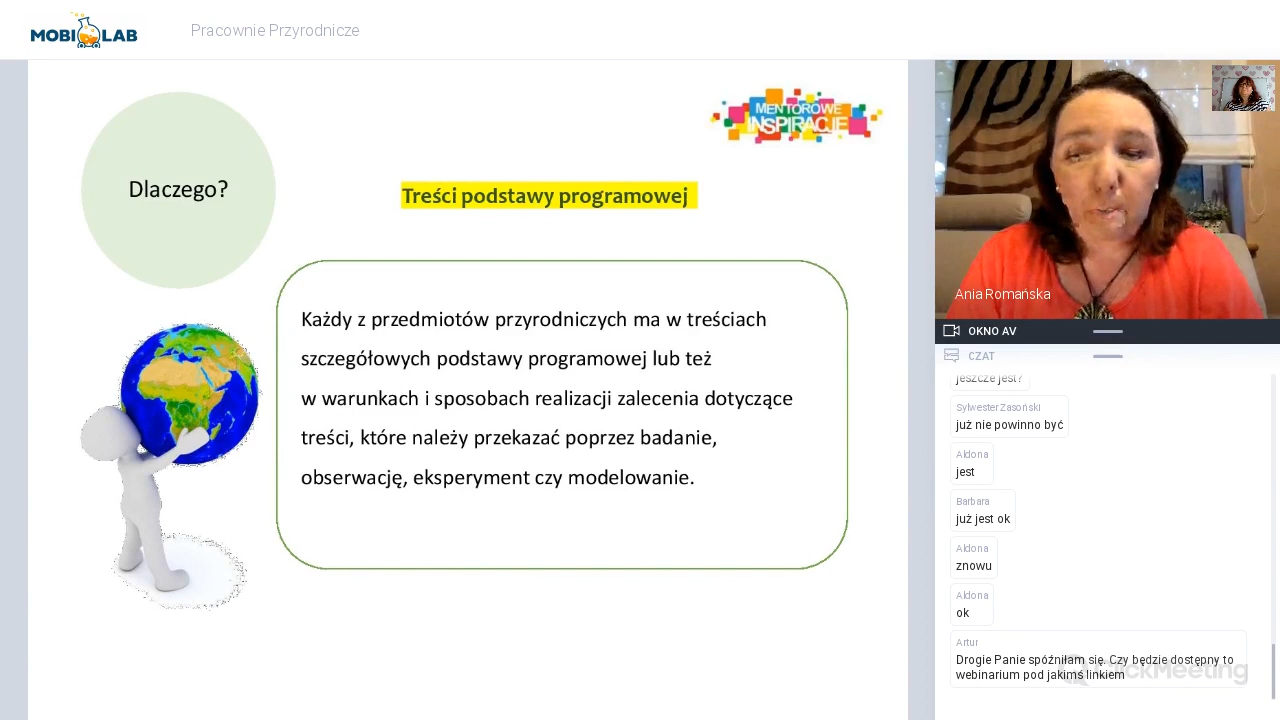 MOBI LAB
Pracownie Przyrodnicze
Dlaczego?
MENTOROWE
INSPIRACJE
Treści podstawy programowej
Każdy z przedmiotów przyrodniczych ma w treściach
szczegółowych podstawy programowej lub też
w warunkach i sposobach realizacji zalecenia dotyczące
treści, które należy przekazać poprzez badanie,
obserwację, eksperyment czy modelowanie.
Ania Romańska
OKNO AV
CZAT
jeszcze jest?
Sylwester Zasoński
już nie powinno być
Aldona
jest
Barbara
już jest ok
Aldona
znowu
Aldona
ok
Artur
Drogie Panie spóźniłam się. Czy będzie dostępny to
webinarium pod jakimś linkiem
ClickMeeting